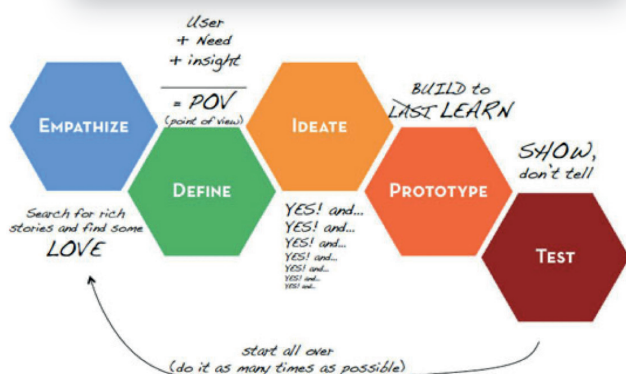 EMPATHIZE
Search for rich
stories and find some
LOVE
User
+ Need
+ insight
= POV
(point of view)
DEFINE
IDEATE
YES! and...
YES! and...
YES! and...
YES! and...
YES! and...
YES! and...
YES! and...
BUILD to
LAST LEARN
PROTOTYPE
SHOW,
don't tell
TEST
start all over
(do it as many times as possible)